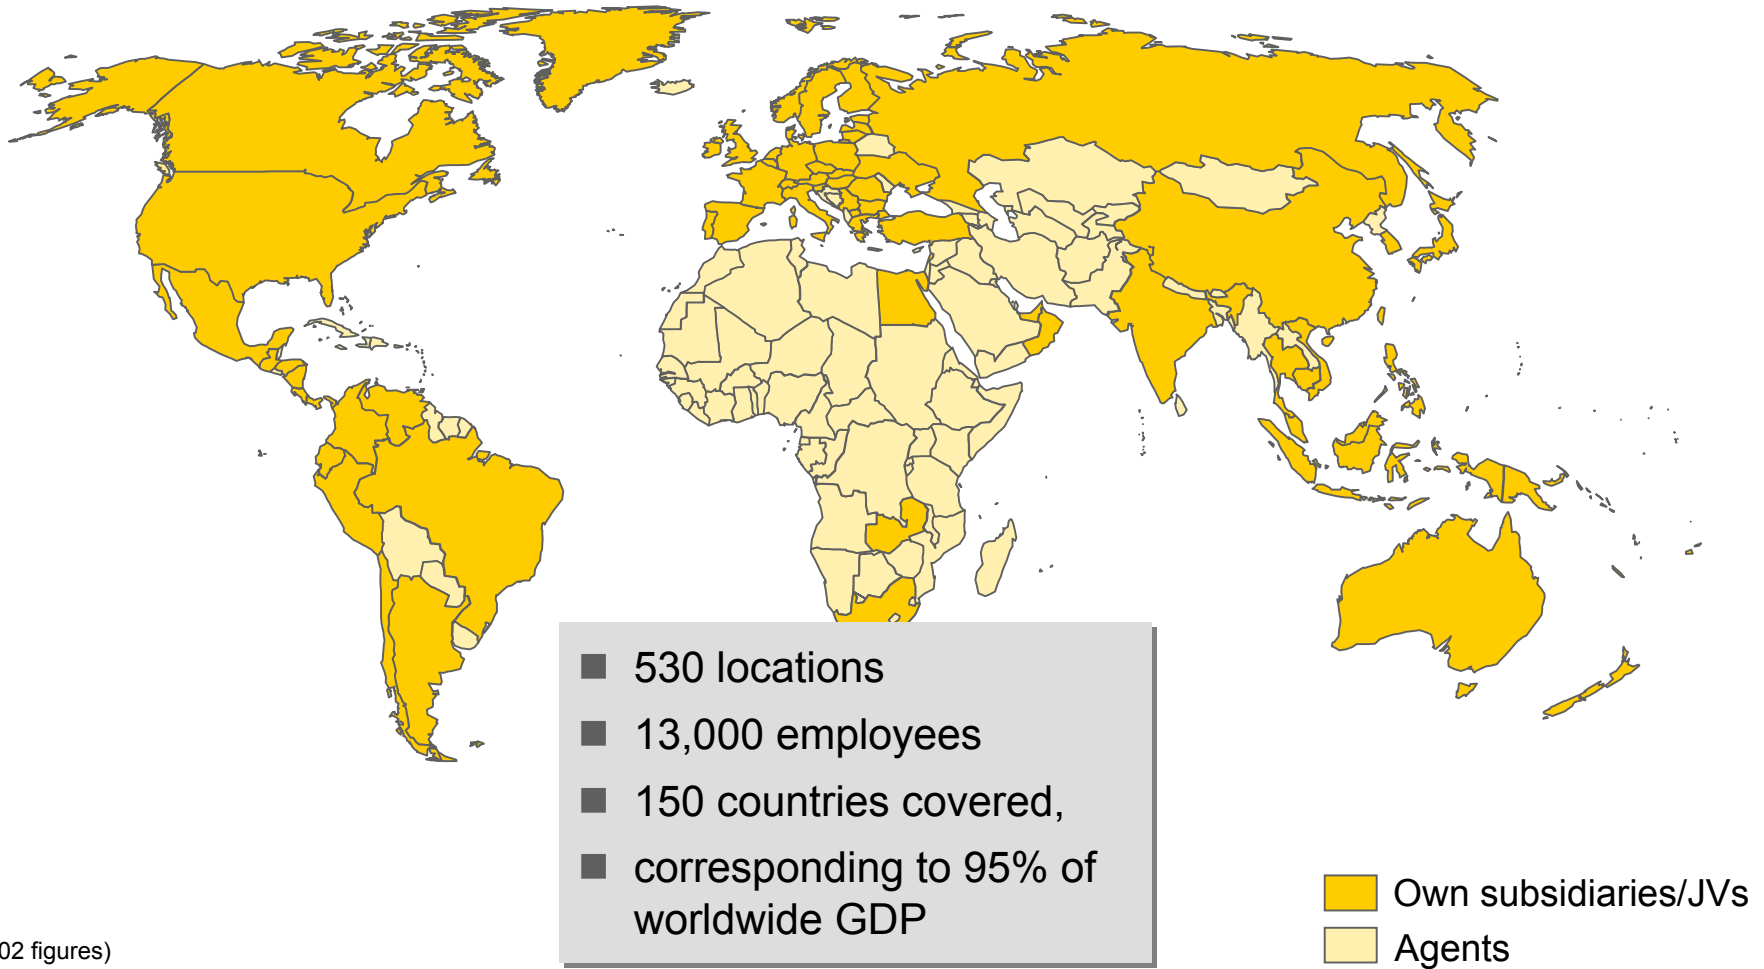 530 locations
13,000 employees
150 countries covered,
corresponding to 95% of
worldwide GDP
Own subsidiaries/JVs
Agents
02 figures)